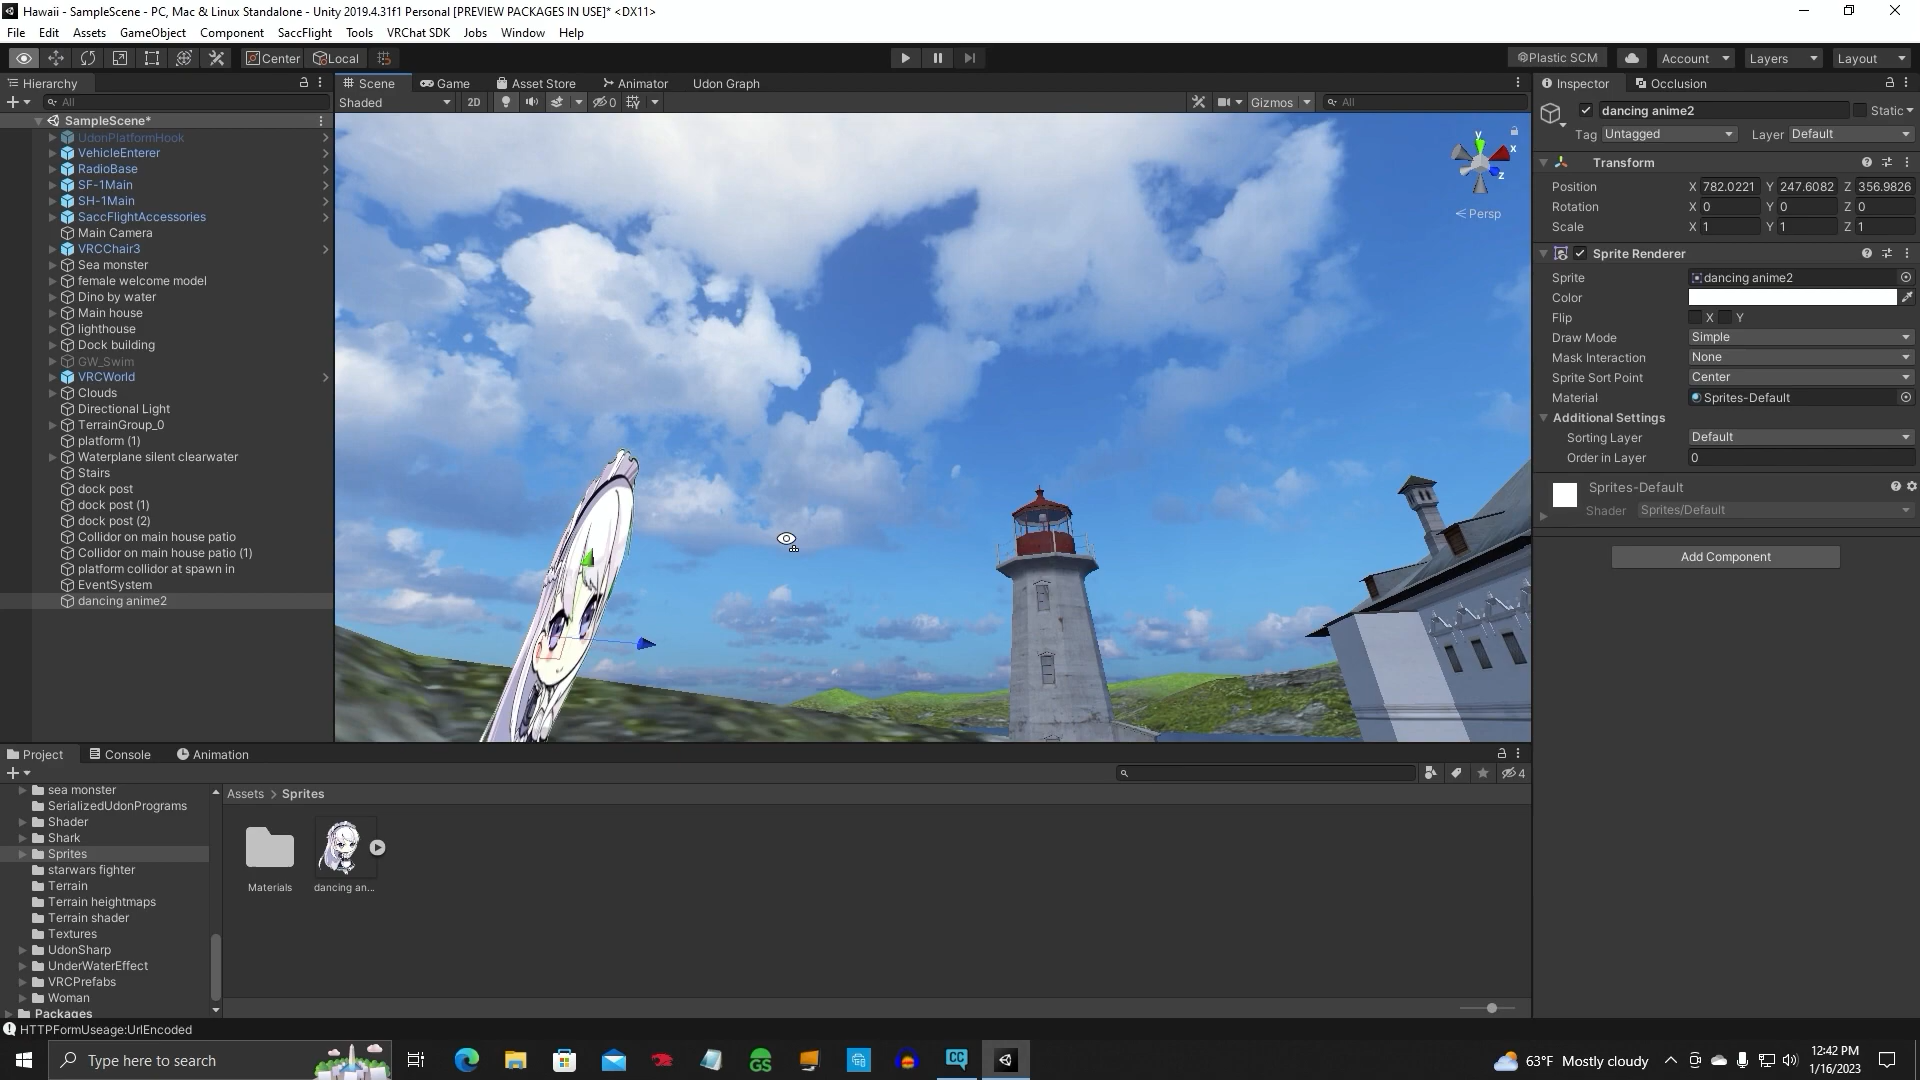 Hawaii - SampleScene - PC, Mac & Linux Standalone - Unity 2019.4.31f1 Personal [PREVIEW PACKAGES IN USE]* <DX11>
File Edit Assets GameObject Component SaccFlight Tools VRChat SDK Jobs Window Help
Center Local Plastic SCM Account Layers Layout
Hierarchy Scene Game Asset Store Animator Udon Graph Inspector Occlusion
All Shaded 2D 0 Gizmos All
SampleScene*
UdonPlatformHook
VehicleEnterer
RadioBase
SF-1Main
SH-1Main
SaccFlightAccessories
Main Camera
VRCChair3
Sea monster
female welcome model
Dino by water
Main house
lighthouse
Dock building
GW_Swim
VRCWorld
Clouds
Directional Light
TerrainGroup_0
platform (1)
Waterplane silent clearwater
Stairs
dock post
dock post (1)
dock post (2)
Collidor on main house patio
Collidor on main house patio (1)
platform collidor at spawn in
EventSystem
dancing anime2
y
x
z
Persp
dancing anime2 Static
Tag Untagged Layer Default
Transform
Position X 782.0221 Y 247.6082 Z 356.9826
Rotation X 0 Y 0 Z 0
Scale X 1 Y 1 Z 1
Sprite Renderer
Sprite dancing anime2
Color
Flip X Y
Draw Mode Simple
Mask Interaction None
Sprite Sort Point Center
Material Sprites-Default
Additional Settings
Sorting Layer Default
Order in Layer 0
Sprites-Default
Shader Sprites/Default
Add Component
Project Console Animation
4
sea monster
SerializedUdonPrograms
Shader
Shark
Sprites
starwars fighter
Terrain
Terrain heightmaps
Terrain shader
Textures
UdonSharp
UnderWaterEffect
VRCPrefabs
Woman
Packages
Assets > Sprites
Materials dancing an...
HTTPFormUseage:UrlEncoded
Type here to search
GS
CC
63°F Mostly cloudy
12:42 PM
1/16/2023